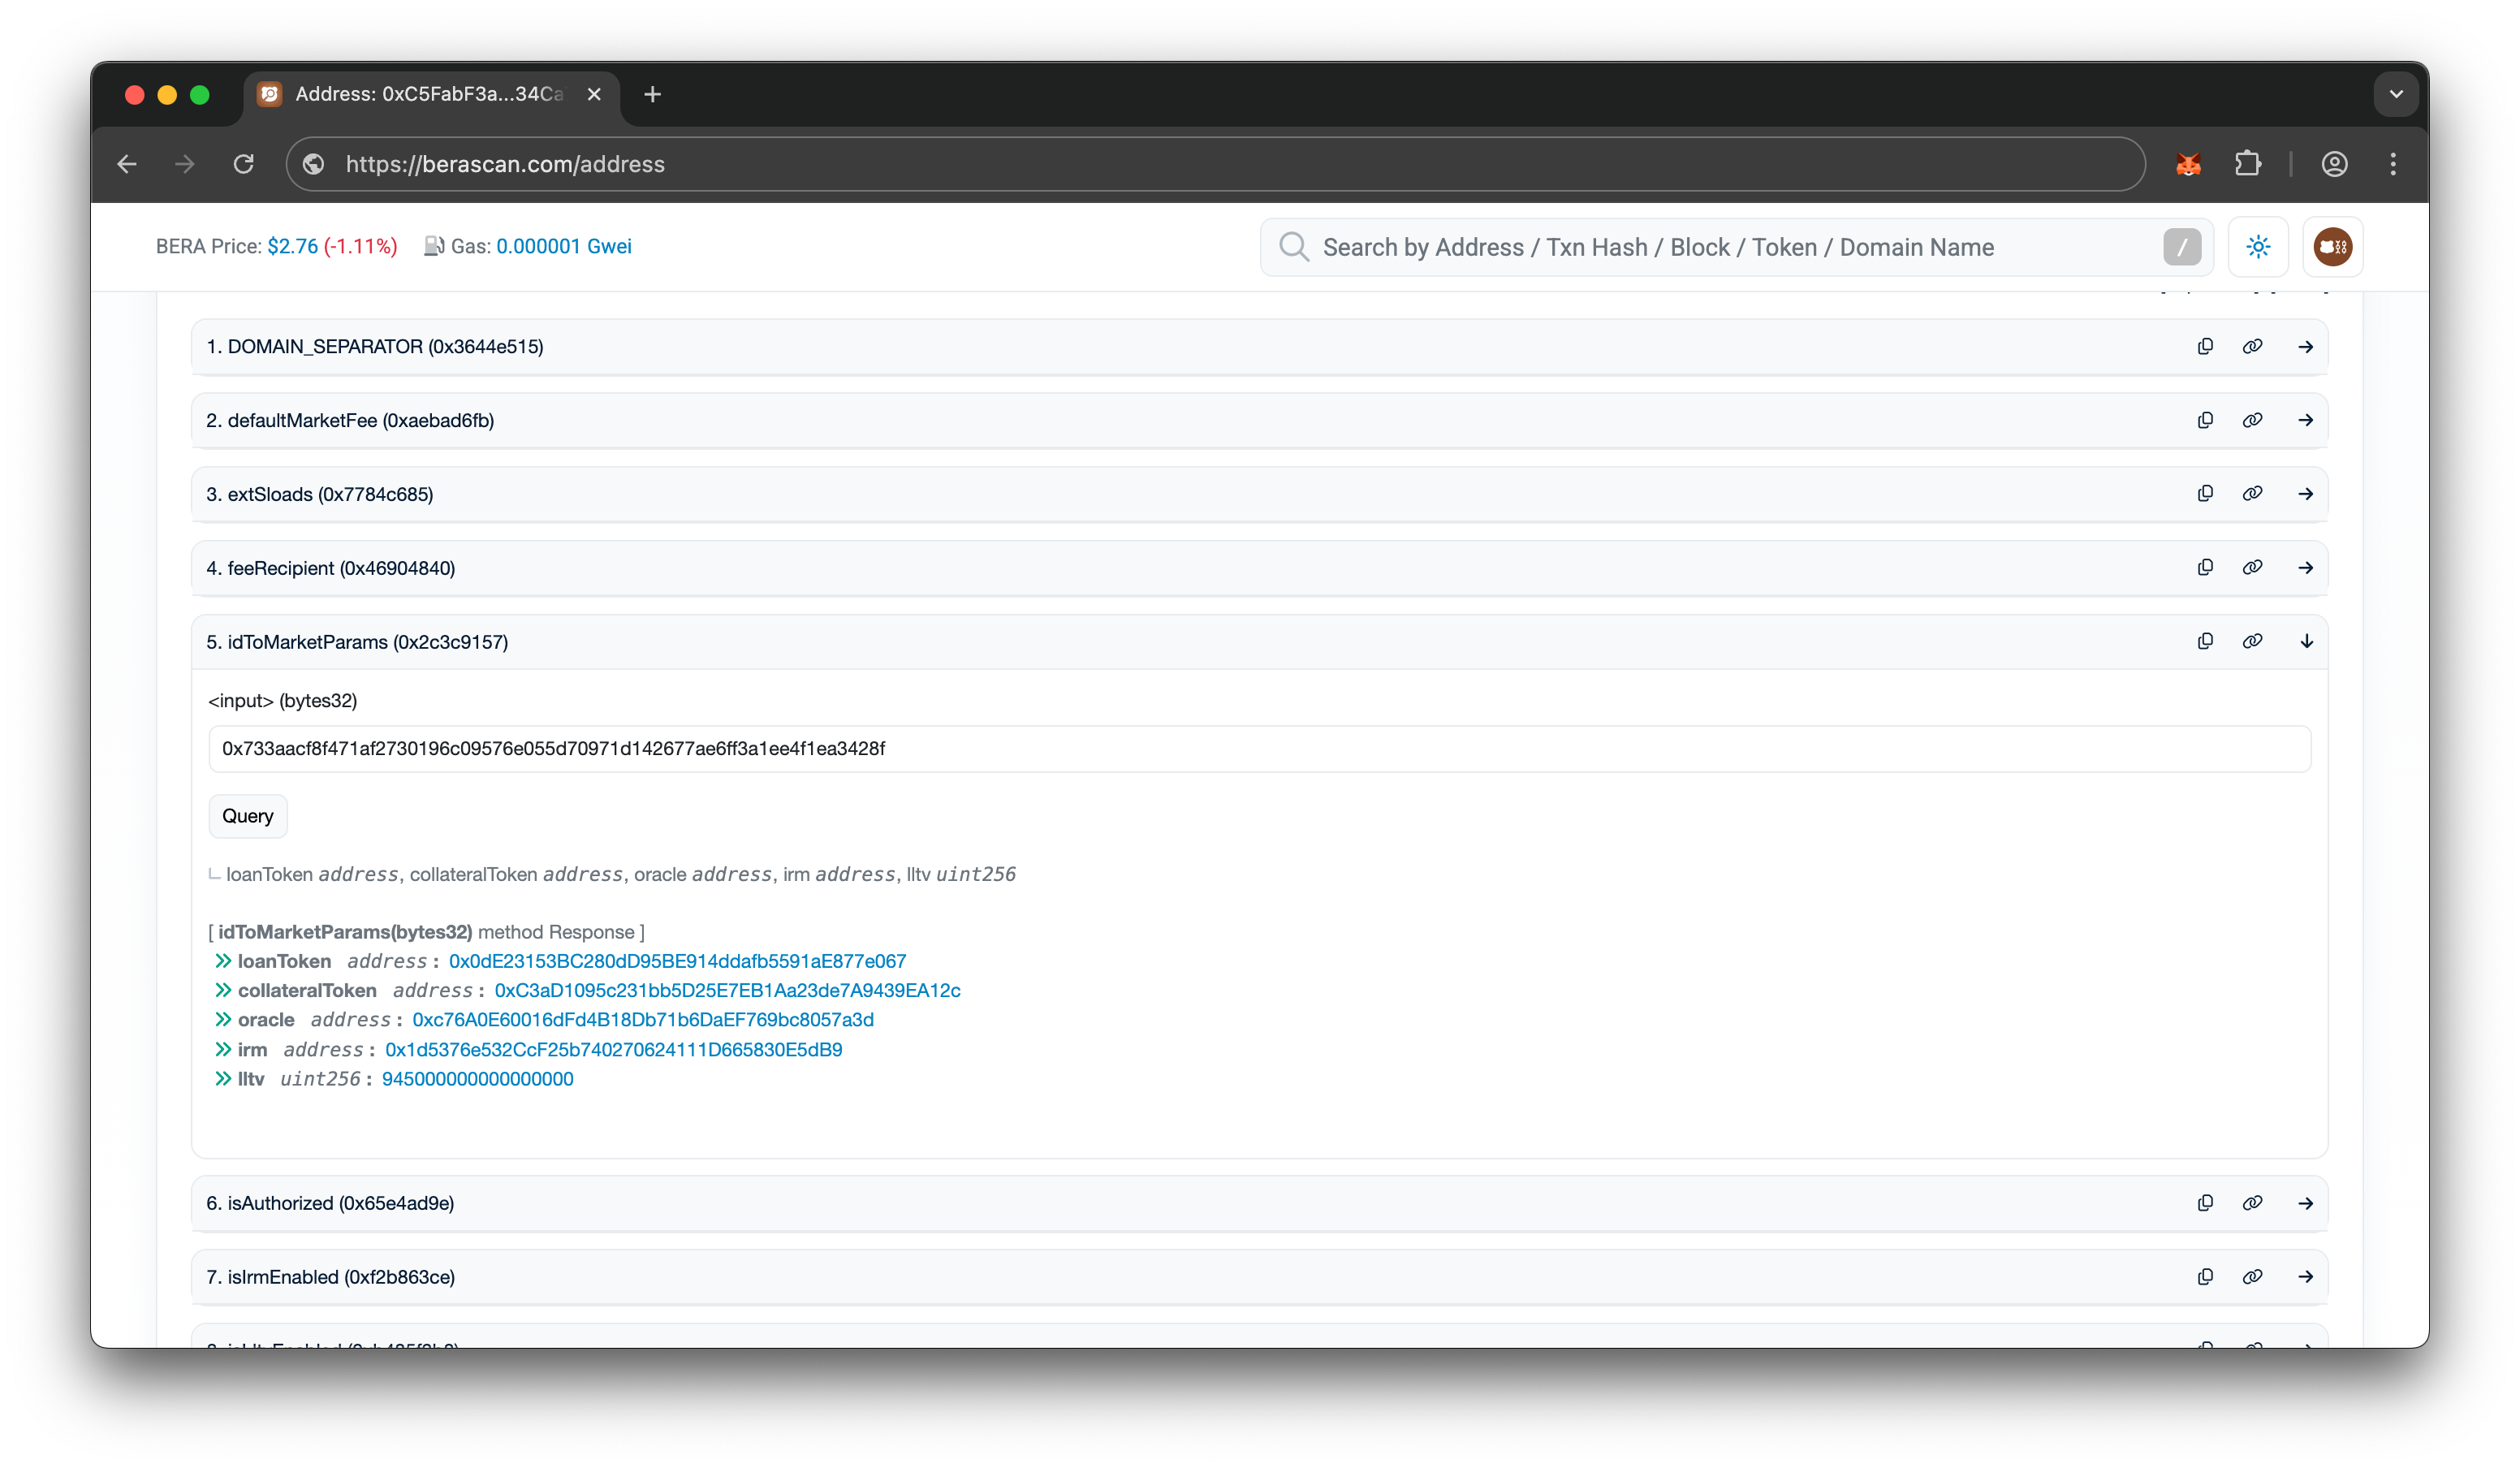 Address: 0xC5FabF3a...34Ca
https://berascan.com/address
BERA Price: $2.76 (-1.11%) Gas: 0.000001 Gwei
Search by Address / Txn Hash / Block / Token / Domain Name /
1. DOMAIN_SEPARATOR (0x3644e515)
2. defaultMarketFee (0xaebad6fb)
3. extSloads (0x7784c685)
4. feeRecipient (0x46904840)
5. idToMarketParams (0x2c3c9157)
<input> (bytes32)
0x733aacf8f471af2730196c09576e055d70971d142677ae6ff3a1ee4f1ea3428f
Query
loanToken address, collateralToken address, oracle address, irm address, lltv uint256
[ idToMarketParams(bytes32) method Response ]
loanToken address : 0x0dE23153BC280dD95BE914ddafb5591aE877e067
collateralToken address : 0xC3aD1095c231bb5D25E7EB1Aa23de7A9439EA12c
oracle address : 0xc76A0E60016dFd4B18Db71b6DaEF769bc8057a3d
irm address : 0x1d5376e532CcF25b740270624111D665830E5dB9
lltv uint256 : 945000000000000000
6. isAuthorized (0x65e4ad9e)
7. isIrmEnabled (0xf2b863ce)